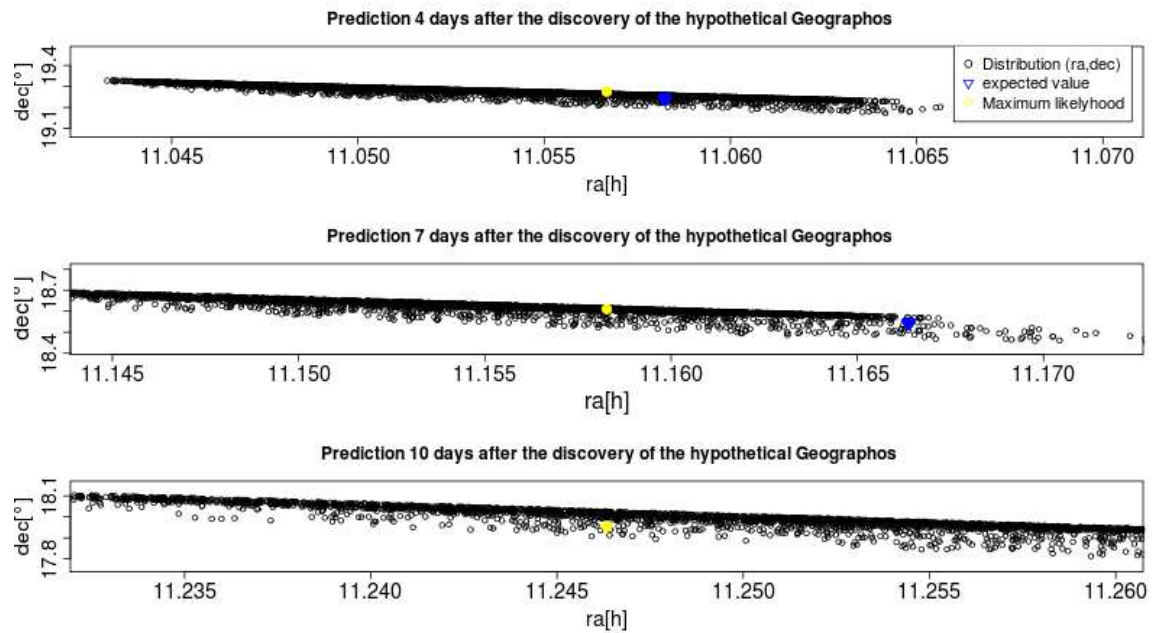 Prediction 4 days after the discovery of the hypothetical Geographos
dec[°]
19.1 19.4
Distribution (ra,dec)
expected value
Maximum likelyhood
11.045 11.050 11.055 11.060 11.065 11.070
ra[h]
Prediction 7 days after the discovery of the hypothetical Geographos
dec[°]
18.4 18.7
11.145 11.150 11.155 11.160 11.165 11.170
ra[h]
Prediction 10 days after the discovery of the hypothetical Geographos
dec[°]
17.8 18.1
11.235 11.240 11.245 11.250 11.255 11.260
ra[h]